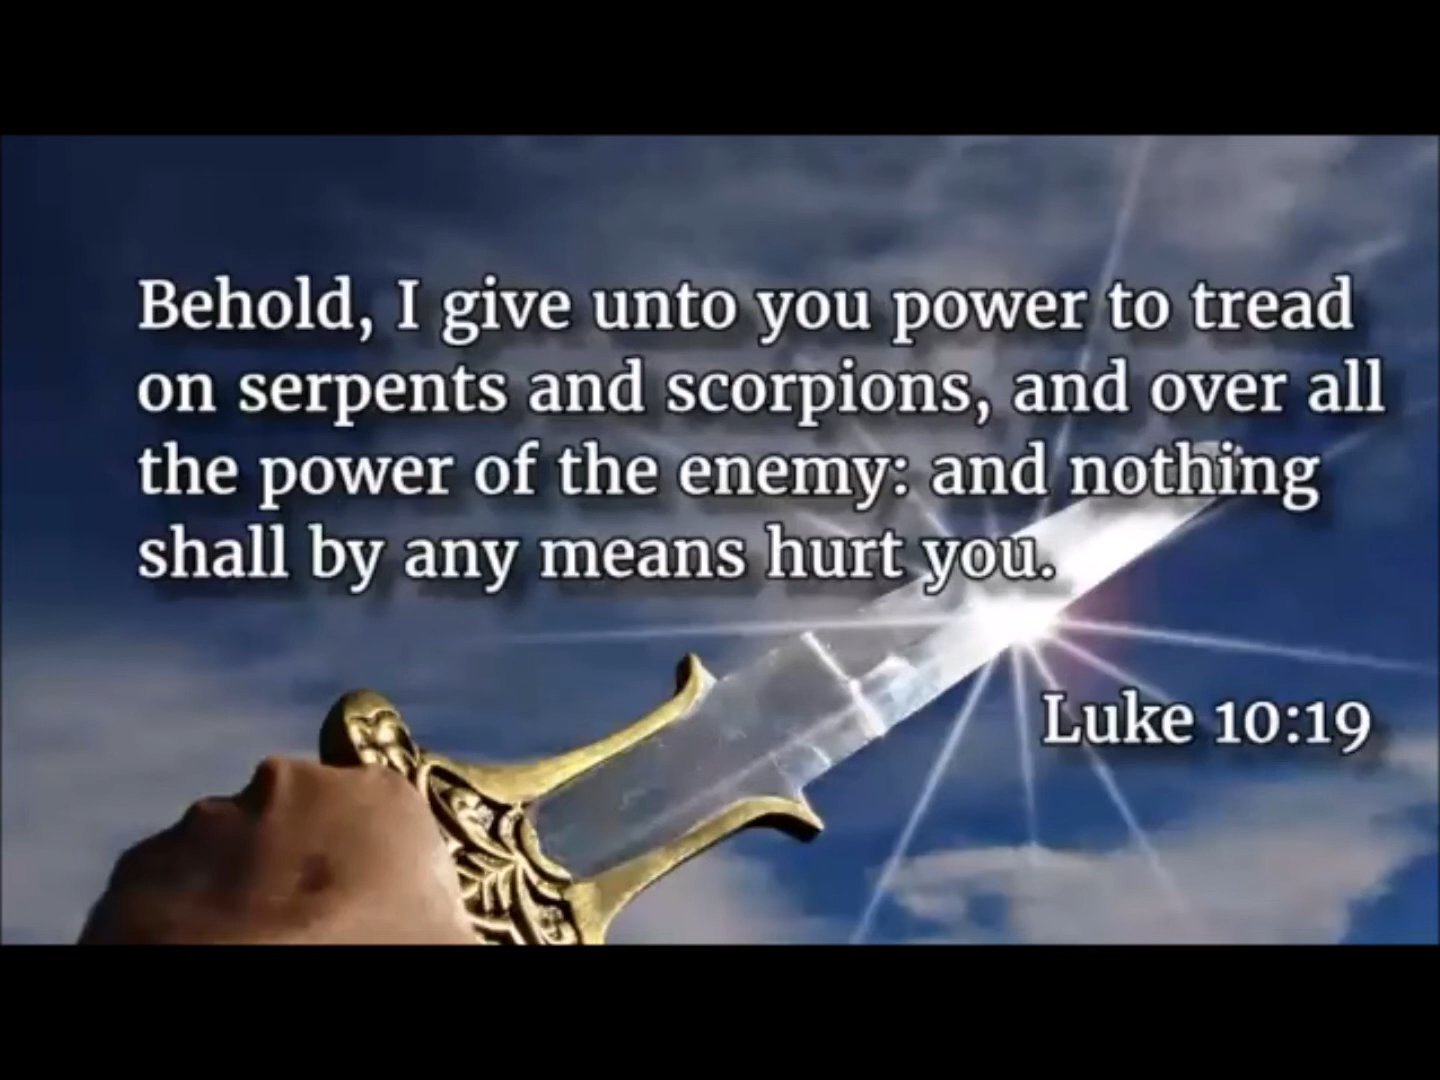 Behold, I give unto you power to tread
on serpents and scorpions, and over all
the power of the enemy: and nothing
shall by any means hurt you.
Luke 10:19